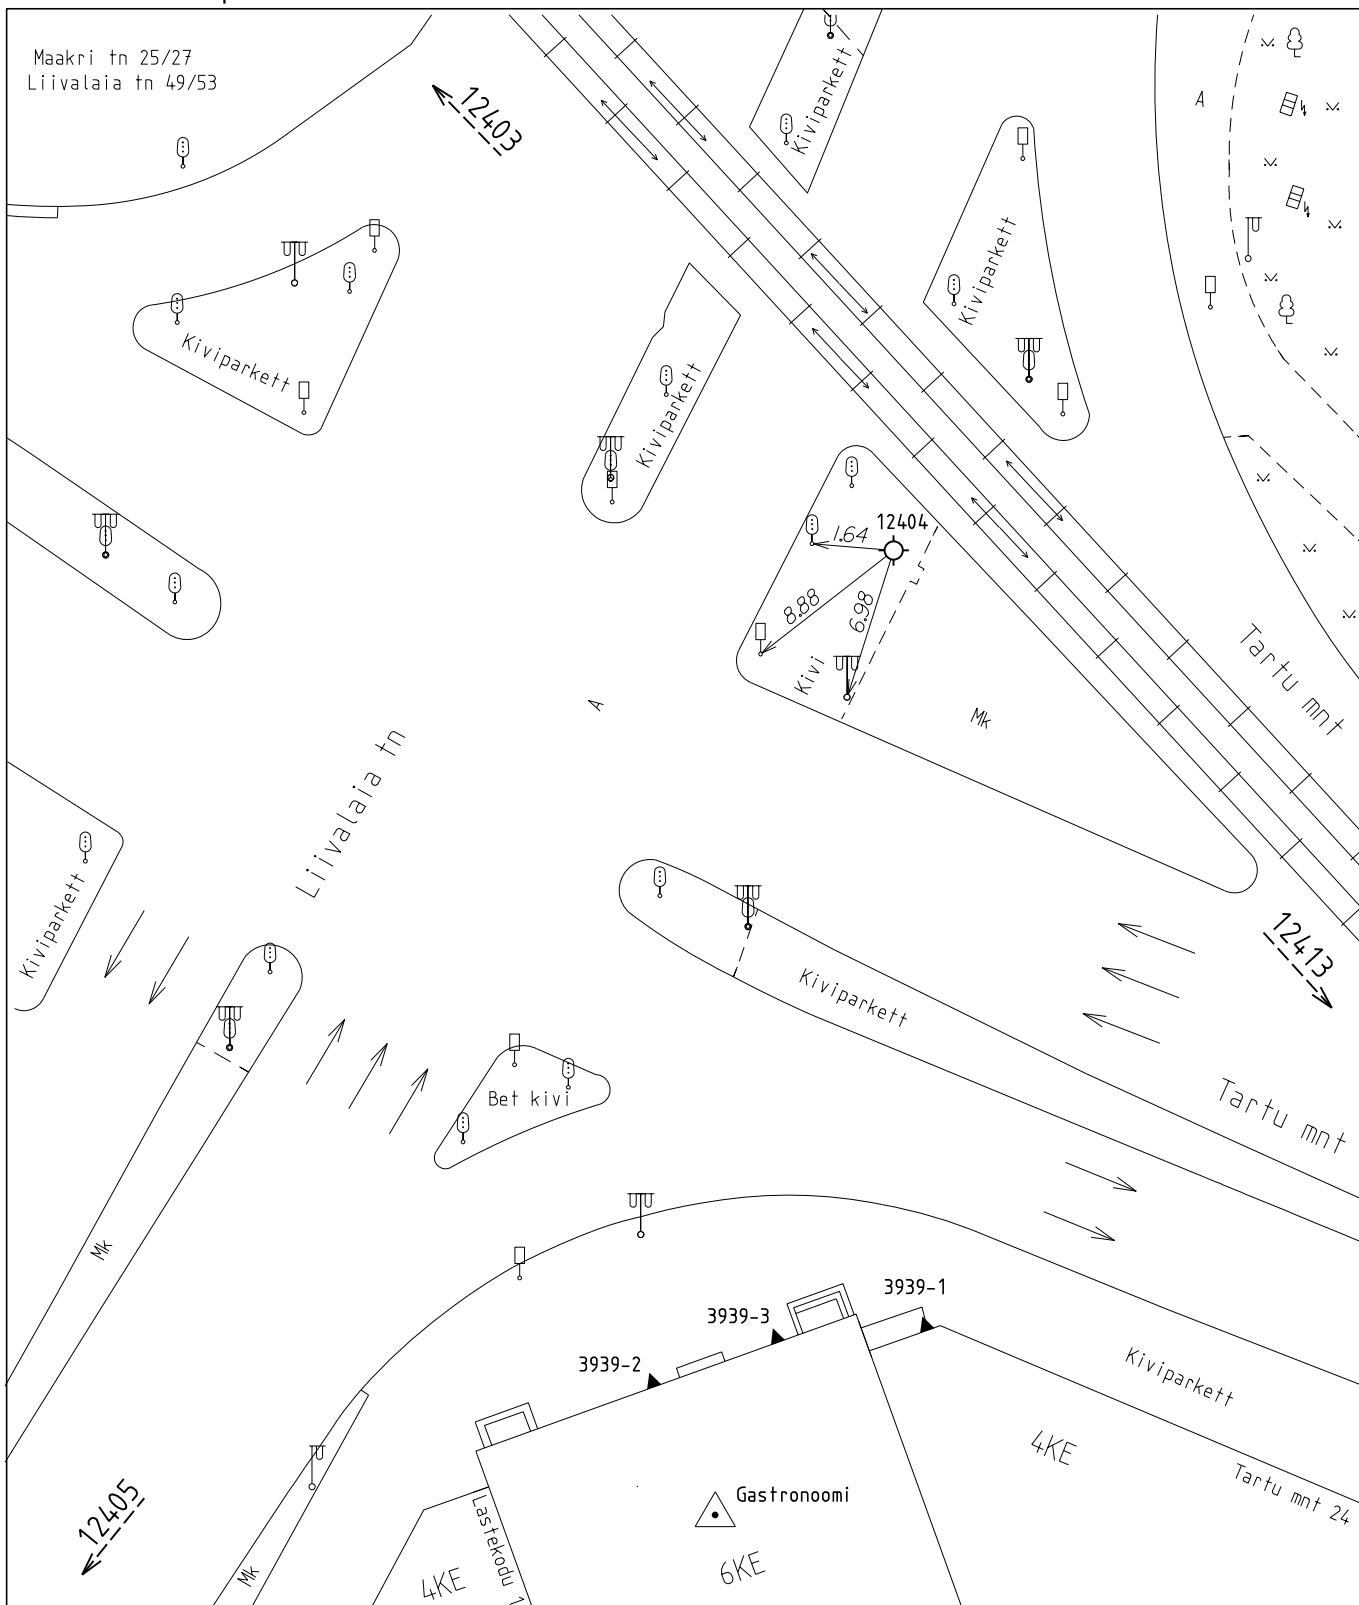 Maakri tn 25/27
Liivalaia tn 49/53
12403
Kiviparkett
A
Kiviparkett
Kiviparkett
Kiviparkett
12404
1.64
8.88
6.98
Kivi
Mk
Tartu mnt
A
Liivalaia tn
Kiviparkett
12413
Kiviparkett
Tartu mnt
Bet kivi
Mk
3939-1
3939-3
3939-2
Kiviparkett
4KE
Tartu mnt 24
12405
Gastronoomi
Lastekodu 1
6KE
4KE
Mk
Kiviparkett